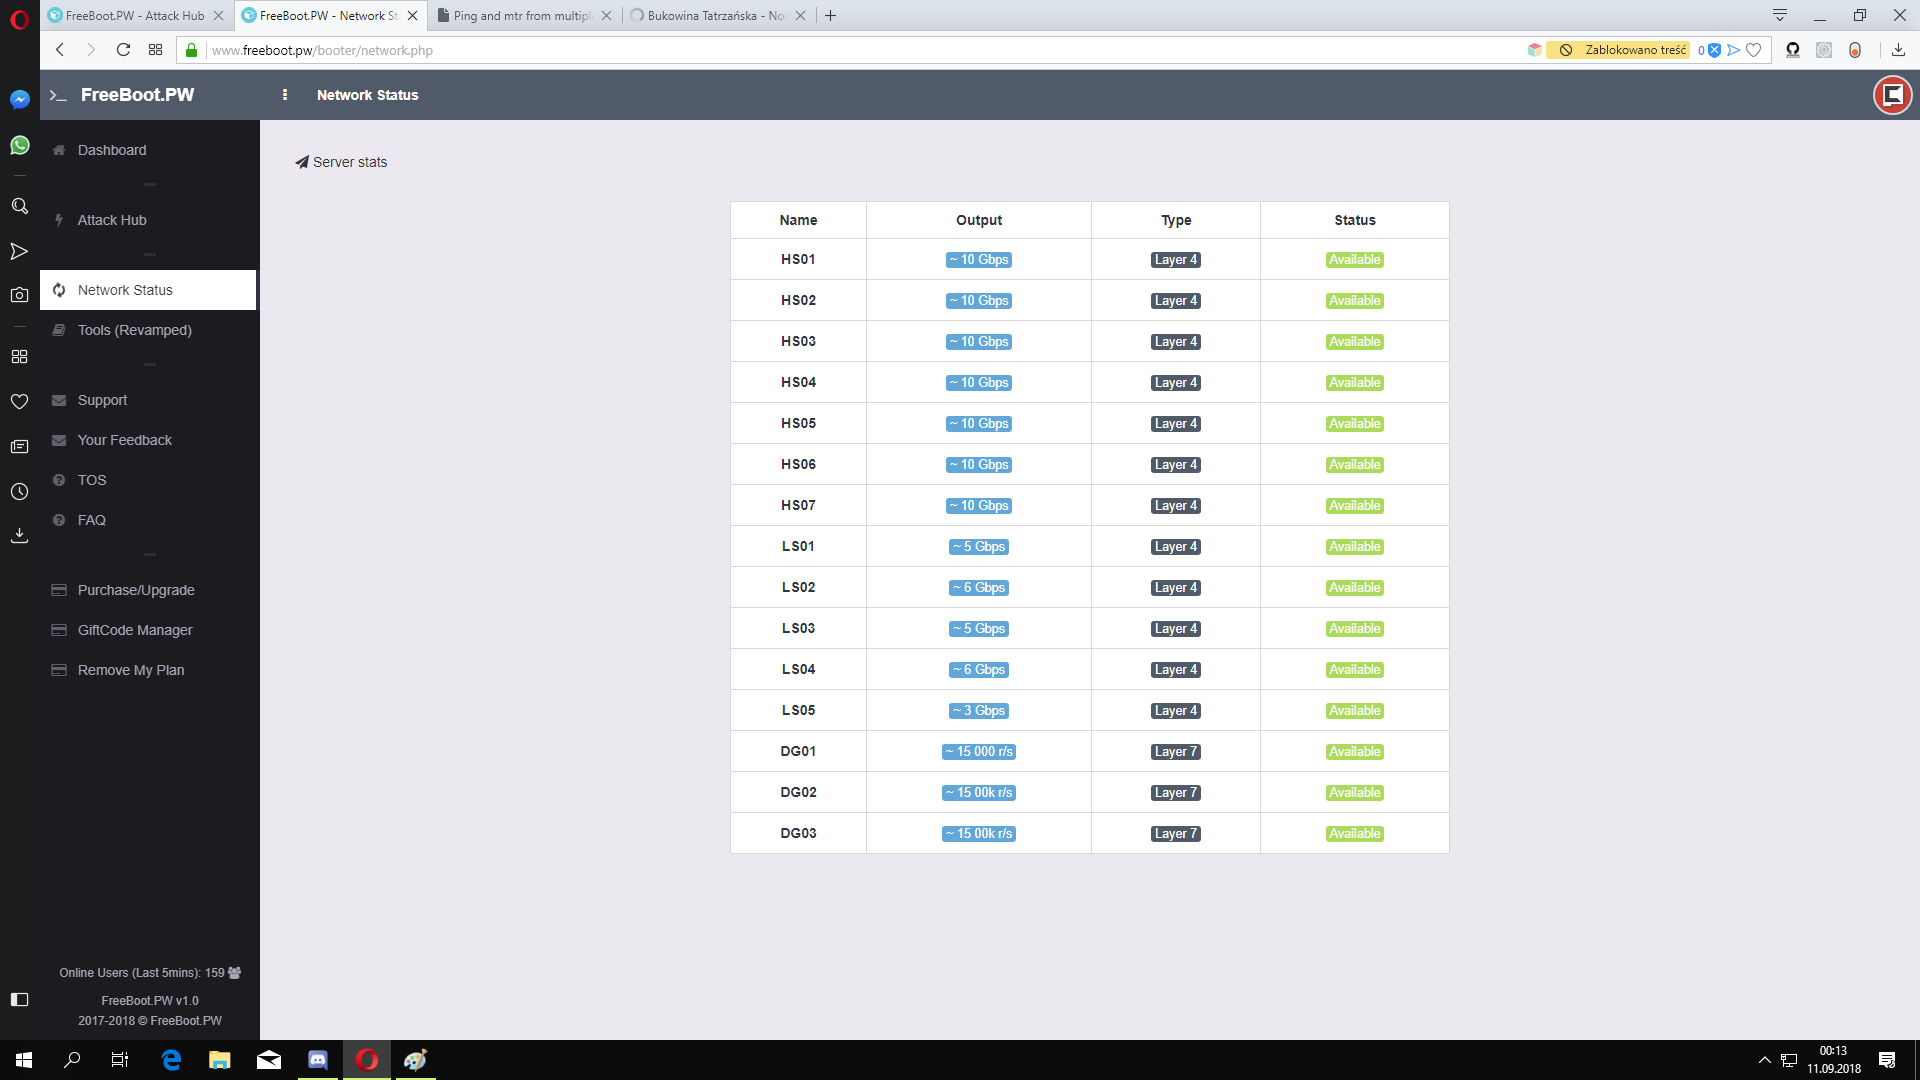 FreeBoot.PW - Attack Hub
FreeBoot.PW - Network St
Ping and mtr from multipl
Bukowina Tatrzańska - No
www.freeboot.pw/booter/network.php
Zablokowano treść
0
>_ FreeBoot.PW
Network Status
Dashboard
Attack Hub
Network Status
Tools (Revamped)
Support
Your Feedback
TOS
FAQ
Purchase/Upgrade
GiftCode Manager
Remove My Plan
Online Users (Last 5mins): 159
FreeBoot.PW v1.0
2017-2018 © FreeBoot.PW
Server stats
Name Output Type Status
HS01 ~ 10 Gbps Layer 4 Available
HS02 ~ 10 Gbps Layer 4 Available
HS03 ~ 10 Gbps Layer 4 Available
HS04 ~ 10 Gbps Layer 4 Available
HS05 ~ 10 Gbps Layer 4 Available
HS06 ~ 10 Gbps Layer 4 Available
HS07 ~ 10 Gbps Layer 4 Available
LS01 ~ 5 Gbps Layer 4 Available
LS02 ~ 6 Gbps Layer 4 Available
LS03 ~ 5 Gbps Layer 4 Available
LS04 ~ 6 Gbps Layer 4 Available
LS05 ~ 3 Gbps Layer 4 Available
DG01 ~ 15 000 r/s Layer 7 Available
DG02 ~ 15 00k r/s Layer 7 Available
DG03 ~ 15 00k r/s Layer 7 Available
00:13
11.09.2018